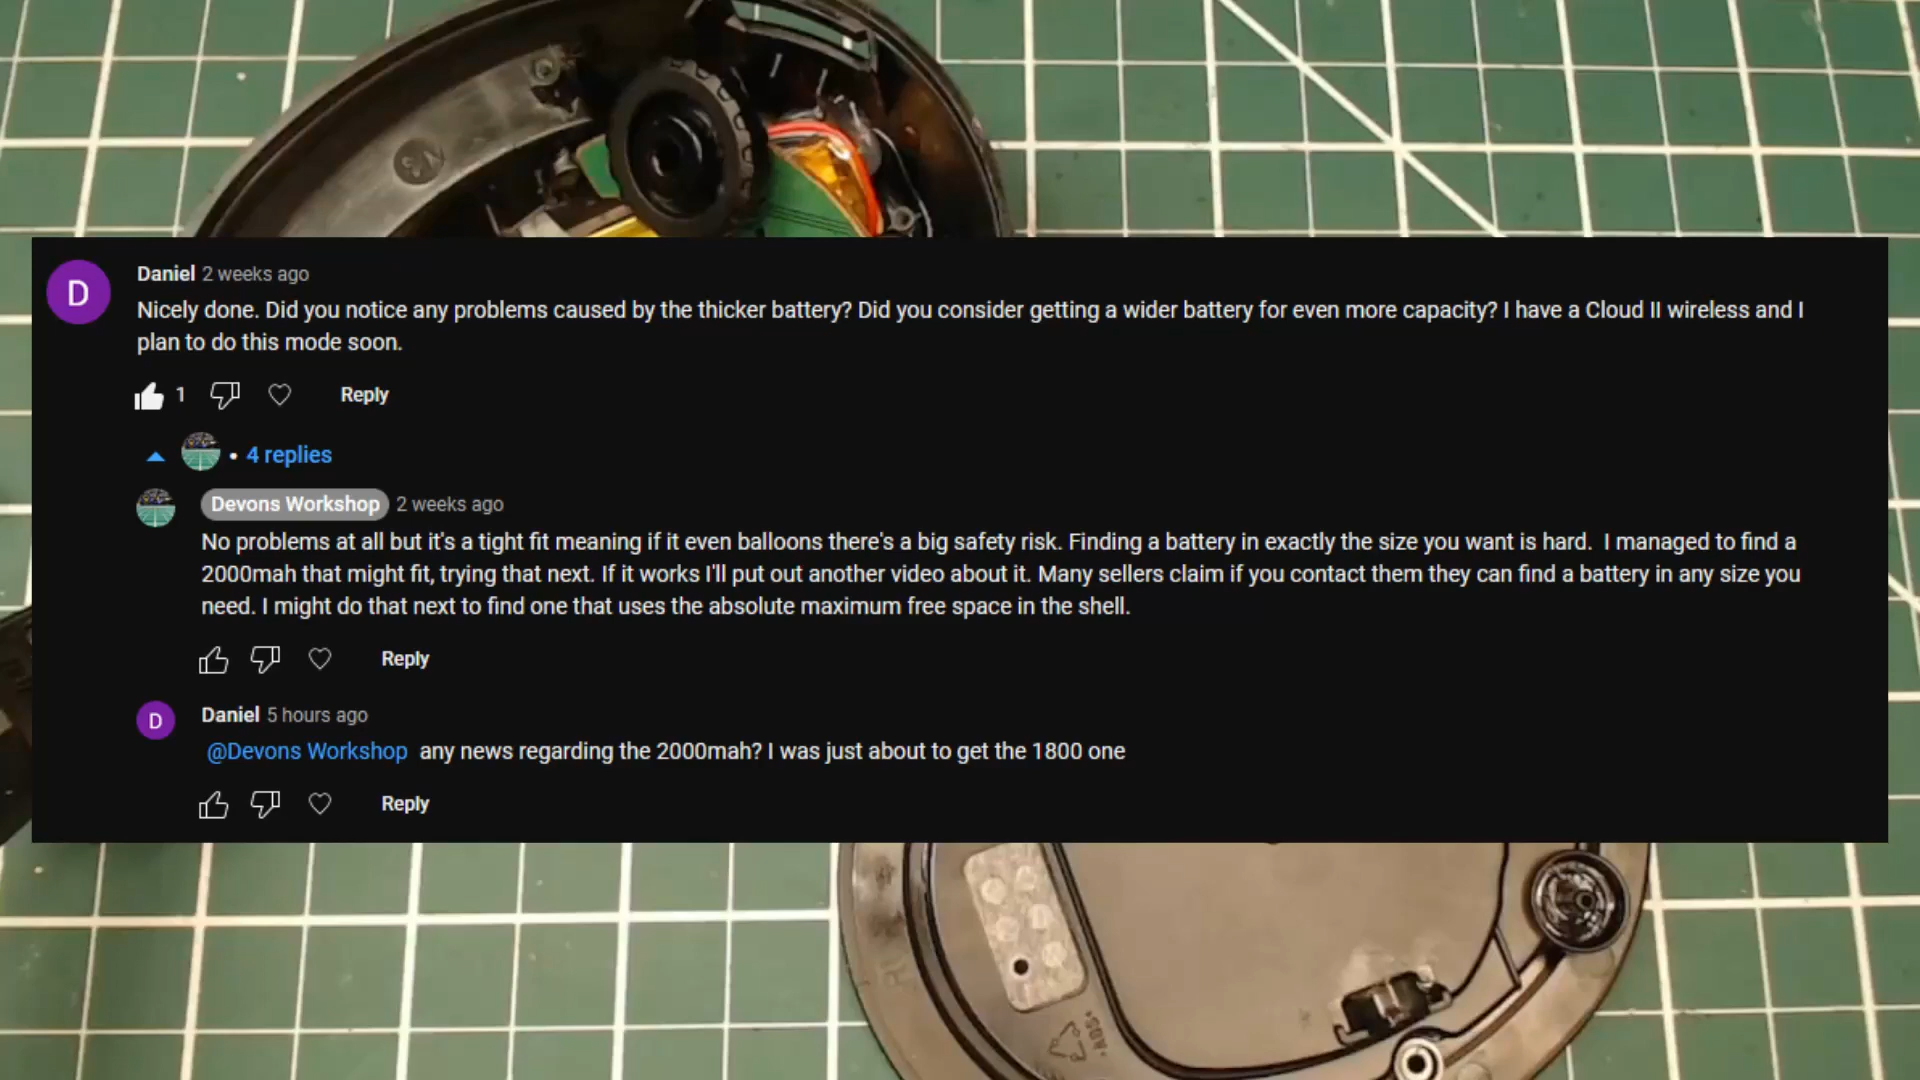 Daniel 2 weeks ago
Nicely done. Did you notice any problems caused by the thicker battery? Did you consider getting a wider battery for even more capacity? I have a Cloud II wireless and I
plan to do this mode soon.
1 Reply
4 replies
Devons Workshop 2 weeks ago
No problems at all but it's a tight fit meaning if it even balloons there's a big safety risk. Finding a battery in exactly the size you want is hard. I managed to find a
2000mah that might fit, trying that next. If it works I'll put out another video about it. Many sellers claim if you contact them they can find a battery in any size you
need. I might do that next to find one that uses the absolute maximum free space in the shell.
Reply
D
Daniel 5 hours ago
@Devons Workshop any news regarding the 2000mah? I was just about to get the 1800 one
Reply